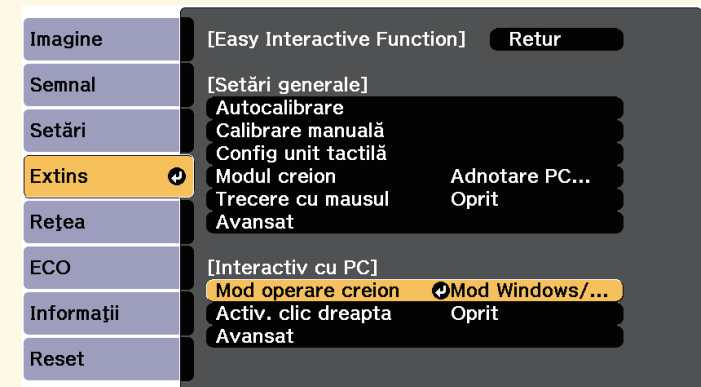 Imagine
Semnal
Setări
Extins
Reţea
ECO
Informaţii
Reset
[Easy Interactive Function] Retur
[Setări generale]
Autocalibrare
Calibrare manuală
Config unit tactilă
Modul creion Adnotare PC...
Trecere cu mausul Oprit
Avansat
[Interactiv cu PC]
Mod operare creion Mod Windows/...
Activ. clic dreapta Oprit
Avansat